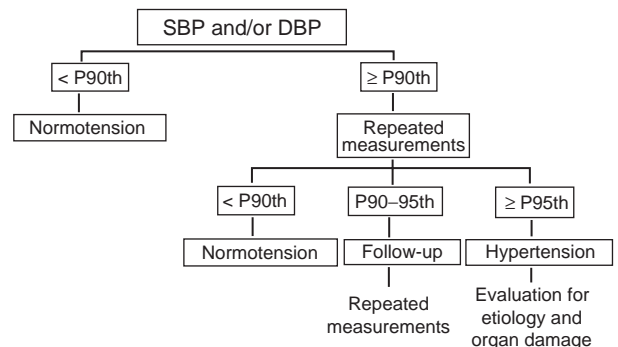 SBP and/or DBP
< P90th
≥ P90th
Normotension
Repeated
measurements
< P90th
P90–95th
≥ P95th
Normotension
Follow-up
Hypertension
Repeated
measurements
Evaluation for
etiology and
organ damage